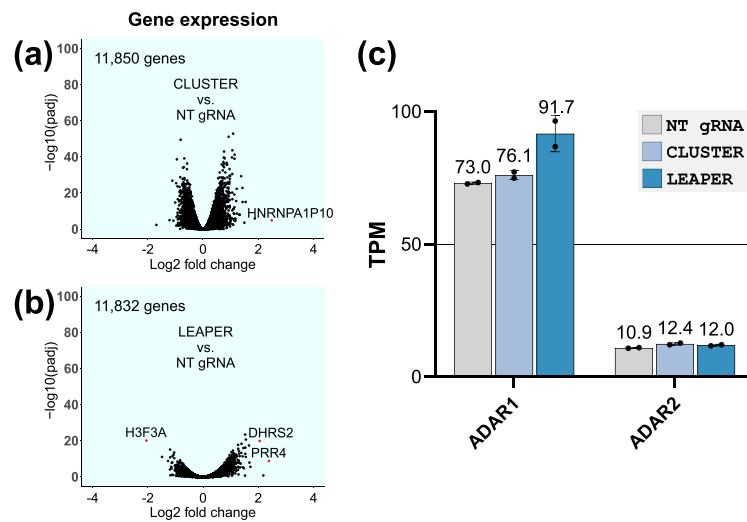 Gene expression
(a)
11,850 genes
CLUSTER
vs.
NT gRNA
HNRNPA1P10
−log10(padj)
100
80
60
40
20
0
-4 -2 0 2 4
Log2 fold change
(b)
11,832 genes
LEAPER
vs.
NT gRNA
H3F3A
DHRS2
PRR4
−log10(padj)
100
80
60
40
20
0
-4 -2 0 2 4
Log2 fold change
(c)
TPM
100
50
0
73.0 76.1 91.7
10.9 12.4 12.0
NT gRNA
CLUSTER
LEAPER
ADAR1
ADAR2